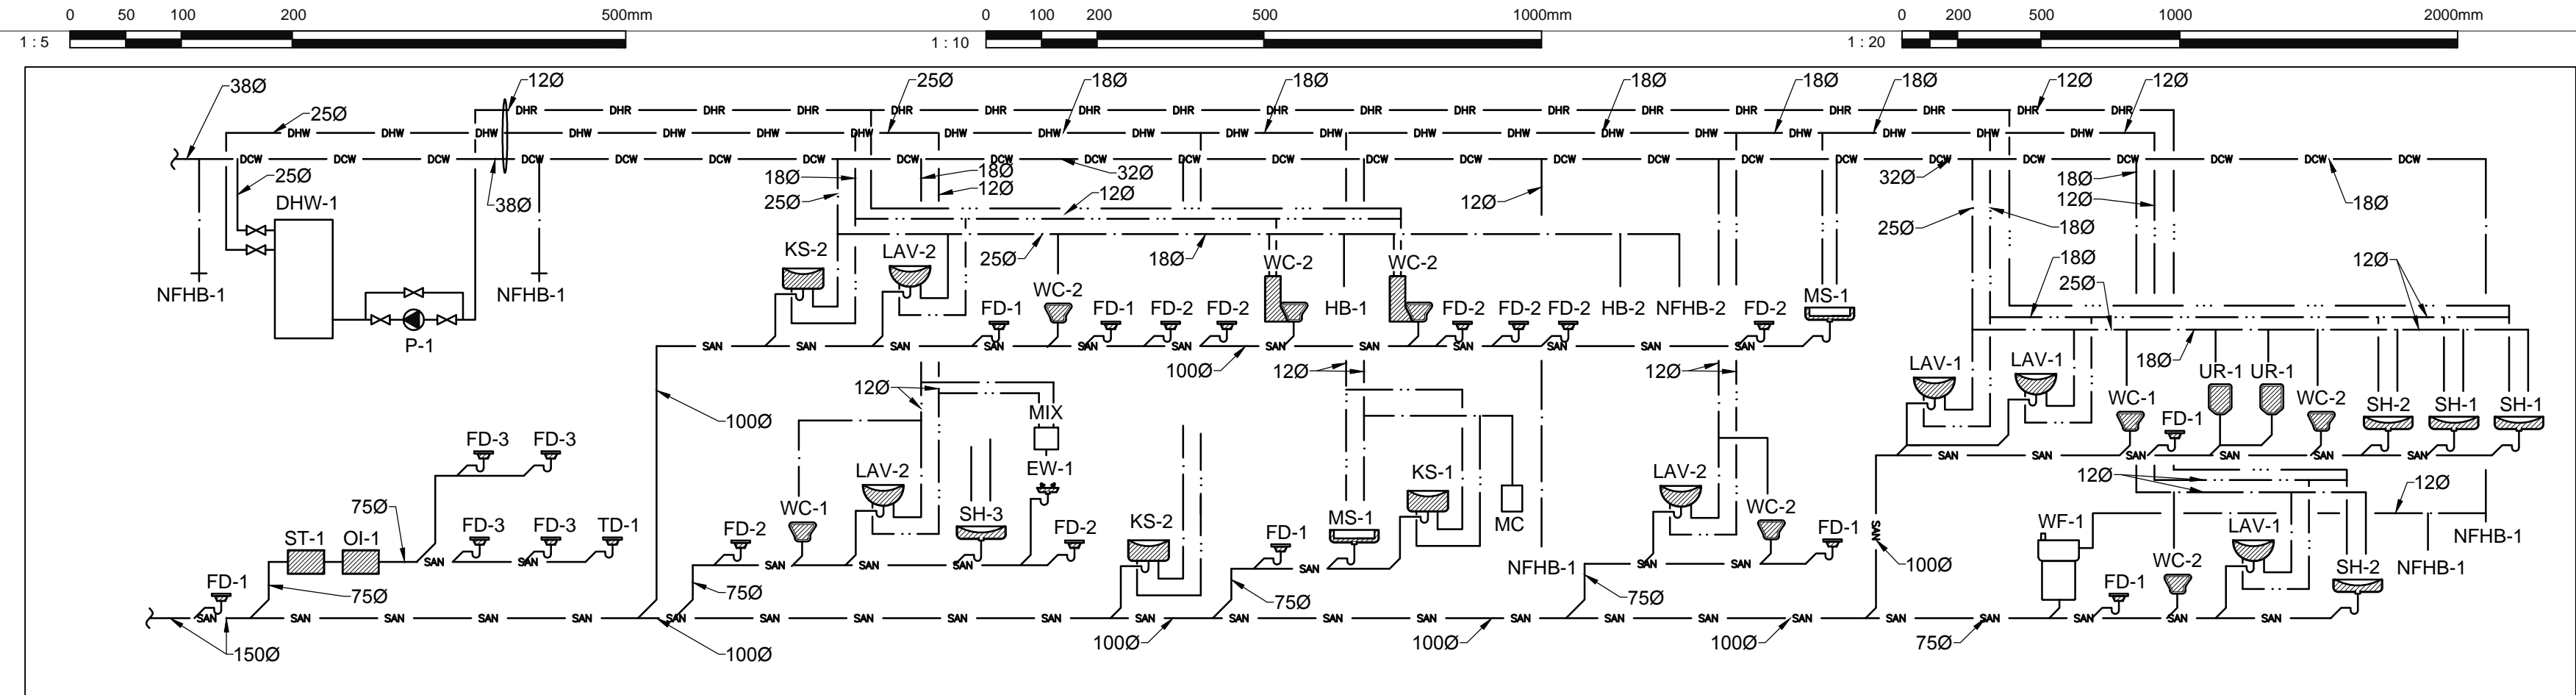 0 50 100 200 500mm 0 100 200 500 1000mm 0 200 500 1000 2000mm
1 : 5 1 : 10 1 : 20
38Ø 12Ø 25Ø 18Ø 18Ø 18Ø 18Ø 18Ø 12Ø 12Ø
25Ø DHR DHR DHR DHR DHR DHR DHR DHR DHR DHR DHR DHR DHR DHR DHR DHR DHR DHR
DHW DHW DHW DHW DHW DHW DHW DHW DHW DHW DHW DHW DHW DHW DHW DHW DHW DHW DHW DHW
DCW DCW DCW DCW DCW DCW DCW DCW DCW DCW DCW DCW DCW DCW DCW DCW DCW DCW DCW DCW DCW DCW DCW DCW
25Ø 18Ø 18Ø 32Ø 32Ø 18Ø
DHW-1 38Ø 25Ø 12Ø 12Ø 12Ø 12Ø 18Ø
KS-2 LAV-2 25Ø 18Ø 25Ø 18Ø
NFHB-1 NFHB-1 WC-2 WC-2 WC-2 18Ø 25Ø 12Ø
P-1 FD-1 FD-1 FD-2 FD-2 HB-1 FD-2 FD-2 FD-2 HB-2 NFHB-2 FD-2 MS-1
SAN SAN SAN SAN SAN SAN SAN SAN SAN SAN SAN SAN
100Ø 18Ø
12Ø 12Ø 12Ø LAV-1 LAV-1 UR-1 UR-1
100Ø MIX WC-1 FD-1 WC-2 SH-2 SH-1 SH-1
FD-3 FD-3 SAN SAN SAN SAN SAN SAN
LAV-2 EW-1 KS-1 LAV-2 12Ø 12Ø
75Ø WC-1 SH-3 MS-1 MC WC-2
ST-1 OI-1 FD-3 FD-3 TD-1 FD-2 FD-2 KS-2 FD-1 FD-1 SAN WF-1 LAV-1 NFHB-1
SAN SAN SAN SAN SAN SAN SAN SAN 100Ø
NFHB-1 WC-2 SH-2 NFHB-1
FD-1 75Ø 75Ø 75Ø 75Ø FD-1
SAN SAN SAN SAN SAN SAN SAN SAN SAN SAN SAN SAN SAN SAN SAN SAN SAN SAN SAN SAN SAN SAN SAN
150Ø 100Ø 100Ø 100Ø 100Ø 75Ø